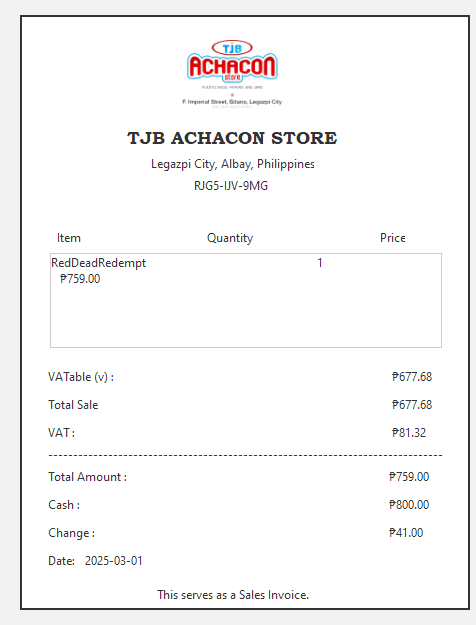 TJB
ACHACON
store
PLASTIC BAGS, PAPERS, AND JARS
F. Imperial Street, Bitano, Legazpi City
TJB ACHACON STORE
Legazpi City, Albay, Philippines
RJG5-IJV-9MG
Item Quantity Price
RedDeadRedempt 1
₱759.00
VATable (v) : ₱677.68
Total Sale ₱677.68
VAT : ₱81.32
Total Amount : ₱759.00
Cash : ₱800.00
Change : ₱41.00
Date: 2025-03-01
This serves as a Sales Invoice.